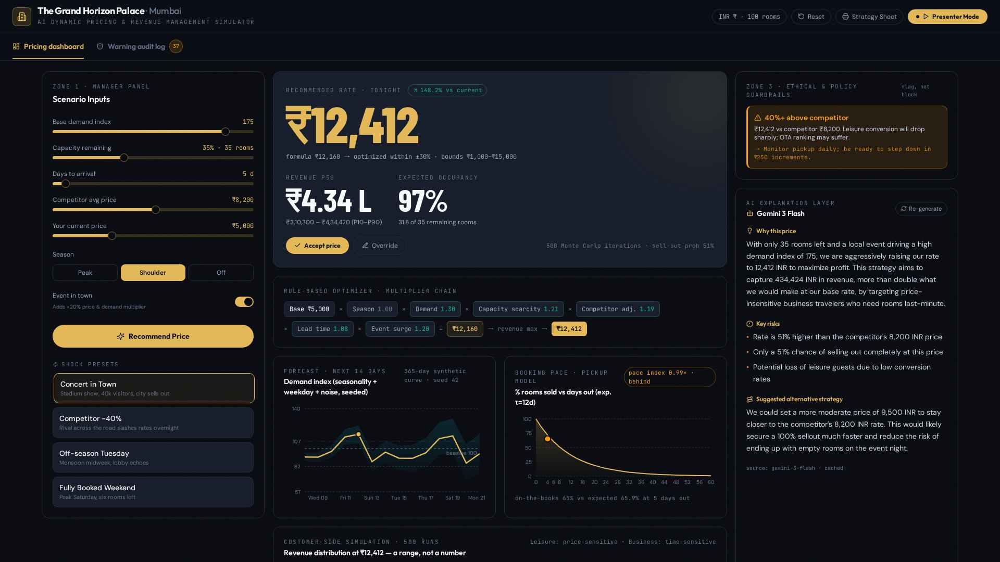 The Grand Horizon Palace · Mumbai
AI DYNAMIC PRICING & REVENUE MANAGEMENT SIMULATOR
INR ₹ · 100 rooms
Reset
Strategy Sheet
Presenter Mode
Pricing dashboard
Warning audit log
37
ZONE 1 · MANAGER PANEL
Scenario Inputs
Base demand index
175
Capacity remaining
35% · 35 rooms
Days to arrival
5 d
Competitor avg price
₹8,200
Your current price
₹5,000
Season
Peak
Shoulder
Off
Event in town
Adds +20% price & demand multiplier
Recommend Price
SHOCK PRESETS
Concert in Town
Stadium show, 40k visitors, city sells out
Competitor -40%
Rival across the road slashes rates overnight
Off-season Tuesday
Monsoon midweek, lobby echoes
Fully Booked Weekend
Peak Saturday, six rooms left
RECOMMENDED RATE · TONIGHT
148.2% vs current
₹12,412
formula ₹12,160 → optimized within ±30% · bounds ₹1,000–₹15,000
REVENUE P50
₹4.34 L
₹3,10,300 – ₹4,34,420 (P10–P90)
EXPECTED OCCUPANCY
97%
31.8 of 35 remaining rooms
Accept price
Override
500 Monte Carlo iterations · sell-out prob 51%
RULE-BASED OPTIMIZER · MULTIPLIER CHAIN
Base ₹5,000 × Season 1.00 × Demand 1.30 × Capacity scarcity 1.21 × Competitor adj. 1.19
× Lead time 1.08 × Event surge 1.20 = ₹12,160 → revenue max → ₹12,412
FORECAST · NEXT 14 DAYS
Demand index (seasonality +
weekday + noise, seeded)
365-day synthetic
curve · seed 42
140
107
82
57
baseline 100
Wed 09 Fri 11 Sun 13 Tue 15 Thu 17 Sat 19 Mon 21
BOOKING PACE · PICKUP
MODEL
% rooms sold vs days out (exp.
τ=12d)
pace index 0.99× ·
behind
100
75
50
25
0
0 4 6 8 12 16 20 24 28 32 36 40 44 48 52 56 60
on-the-books 65% vs expected 65.9% at 5 days out
CUSTOMER-SIDE SIMULATION · 500 RUNS
Revenue distribution at ₹12,412 — a range, not a number
Leisure: price-sensitive · Business: time-sensitive
ZONE 3 · ETHICAL & POLICY
GUARDRAILS
flag, not
block
40%+ above competitor
₹12,412 vs competitor ₹8,200. Leisure conversion will drop
sharply; OTA ranking may suffer.
→ Monitor pickup daily; be ready to step down in
₹250 increments.
AI EXPLANATION LAYER
Gemini 3 Flash
Re-generate
Why this price
With only 35 rooms left and a local event driving a high
demand index of 175, we are aggressively raising our rate
to 12,412 INR to maximize profit. This strategy aims to
capture 434,424 INR in revenue, more than double what
we would make at our base rate, by targeting price-
insensitive business travelers who need rooms last-minute.
Key risks
• Rate is 51% higher than the competitor's 8,200 INR price
• Only a 51% chance of selling out completely at this price
• Potential loss of leisure guests due to low conversion
rates
Suggested alternative strategy
We could set a more moderate price of 9,500 INR to stay
closer to the competitor's 8,200 INR rate. This would likely
secure a 100% sellout much faster and reduce the risk of
ending up with empty rooms on the event night.
source: gemini-3-flash · cached